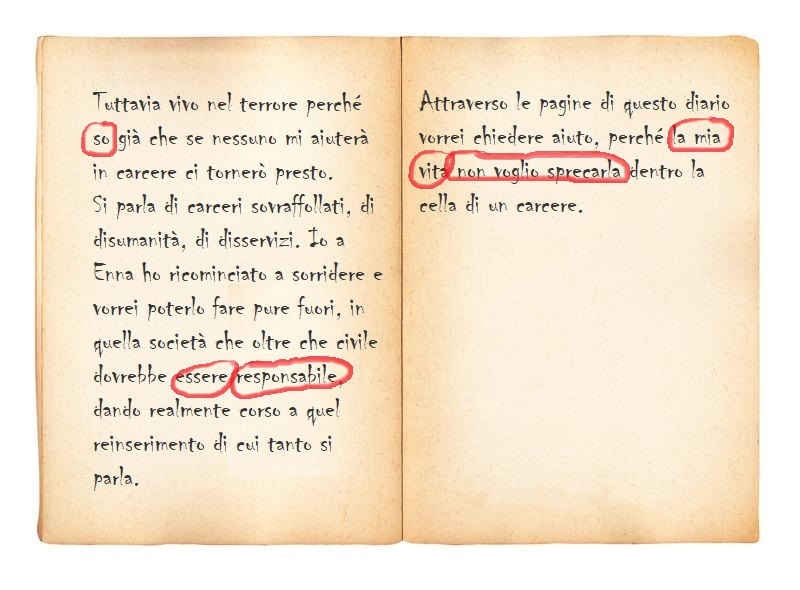 Tuttavia vivo nel terrore perché
so già che se nessuno mi aiuterà
in carcere ci tornerò presto.
Si parla di carceri sovraffollati, di
disumanità, di disservizi. Io a
Enna ho ricominciato a sorridere e
vorrei poterlo fare pure fuori, in
quella società che oltre che civile
dovrebbe essere responsabile,
dando realmente corso a quel
reinserimento di cui tanto si
parla.
Attraverso le pagine di questo diario
vorrei chiedere aiuto, perché la mia
vita non voglio sprecarla dentro la
cella di un carcere.